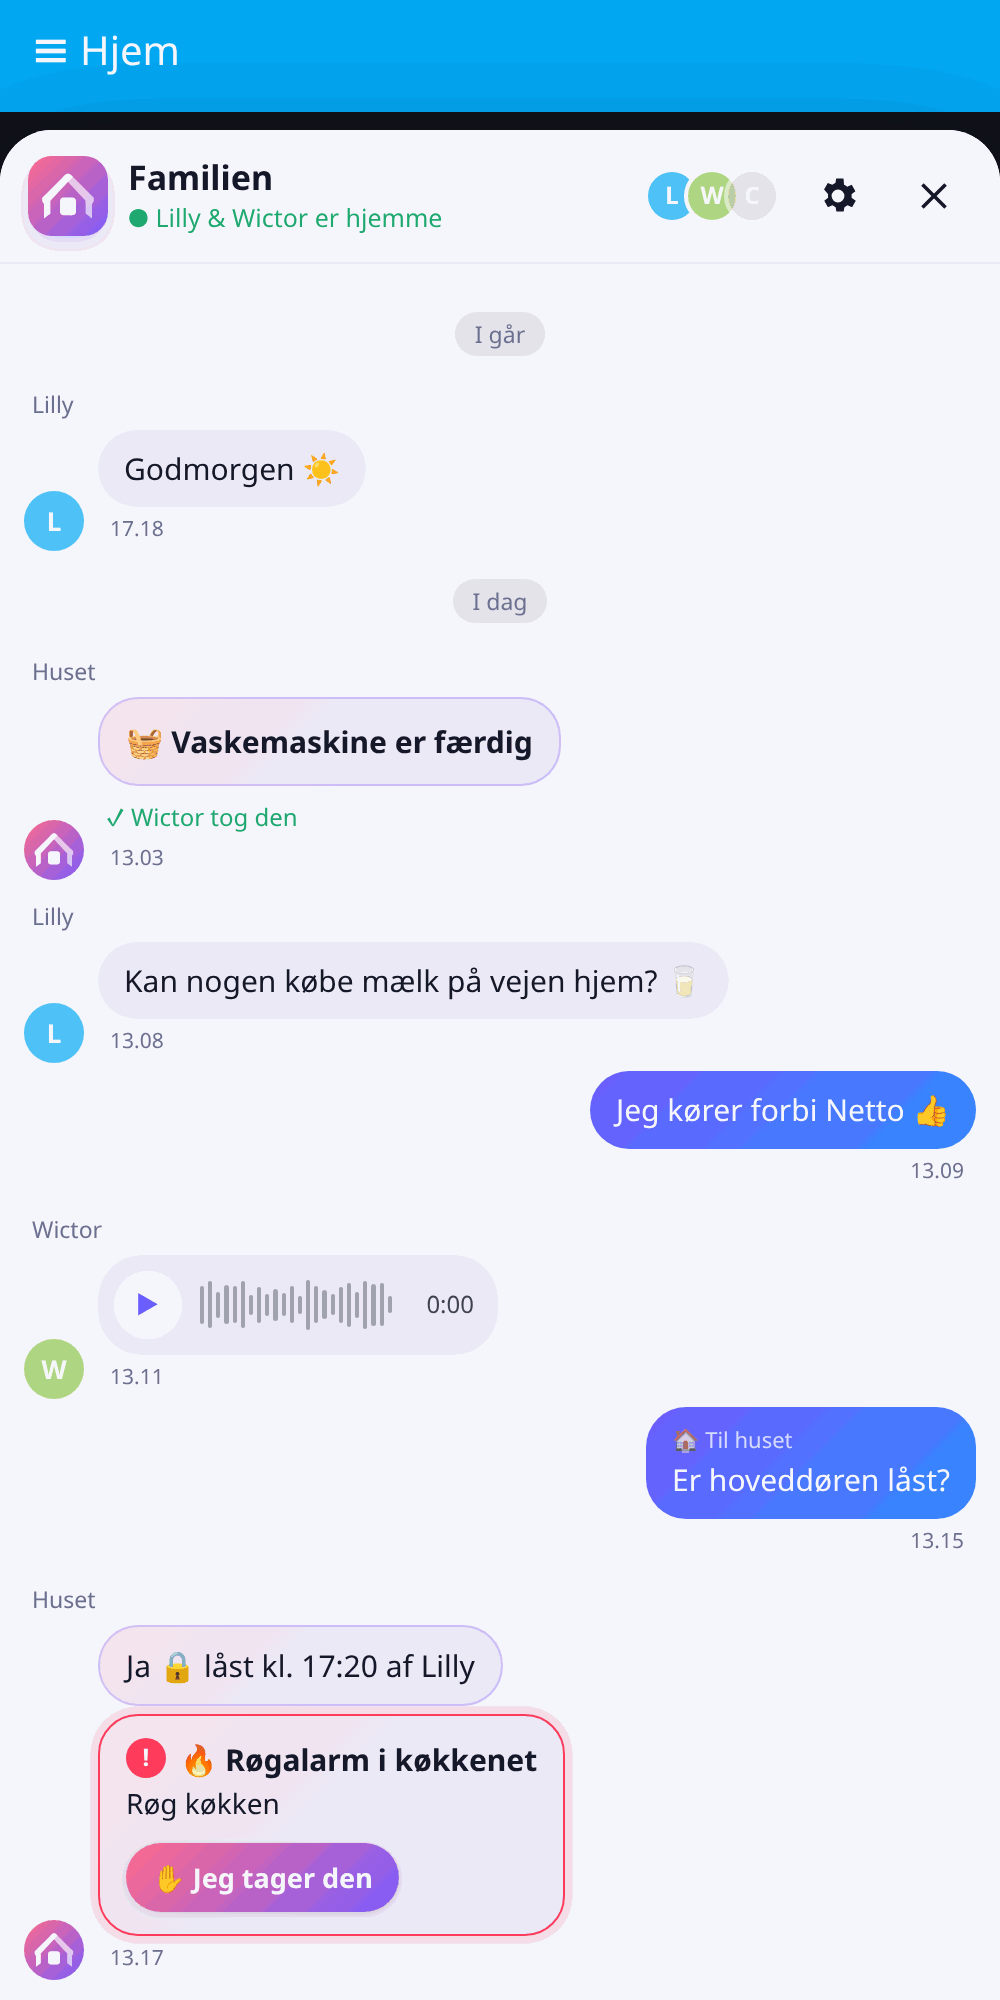 Hjem
Familien
Lilly & Wictor er hjemme
L W C
I går
Lilly
Godmorgen ☀️
L
17.18
I dag
Huset
🧺 Vaskemaskine er færdig
✓ Wictor tog den
13.03
Lilly
Kan nogen købe mælk på vejen hjem? 🥛
L
13.08
Jeg kører forbi Netto 👍
13.09
Wictor
0:00
W
13.11
🏠 Til huset
Er hoveddøren låst?
13.15
Huset
Ja 🔒 låst kl. 17:20 af Lilly
! 🔥 Røgalarm i køkkenet
Røg køkken
✋ Jeg tager den
13.17